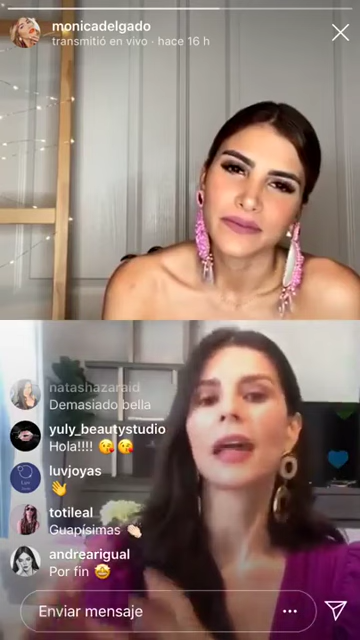 monicadelgado
transmitió en vivo · hace 16 h
natashazaraid
Demasiado bella
yuly_beautystudio
Hola!!!! 😘 😘
luvjoyas
👋
totileal
Guapísimas 👏🏻
andrearigual
Por fin 🤩
Enviar mensaje